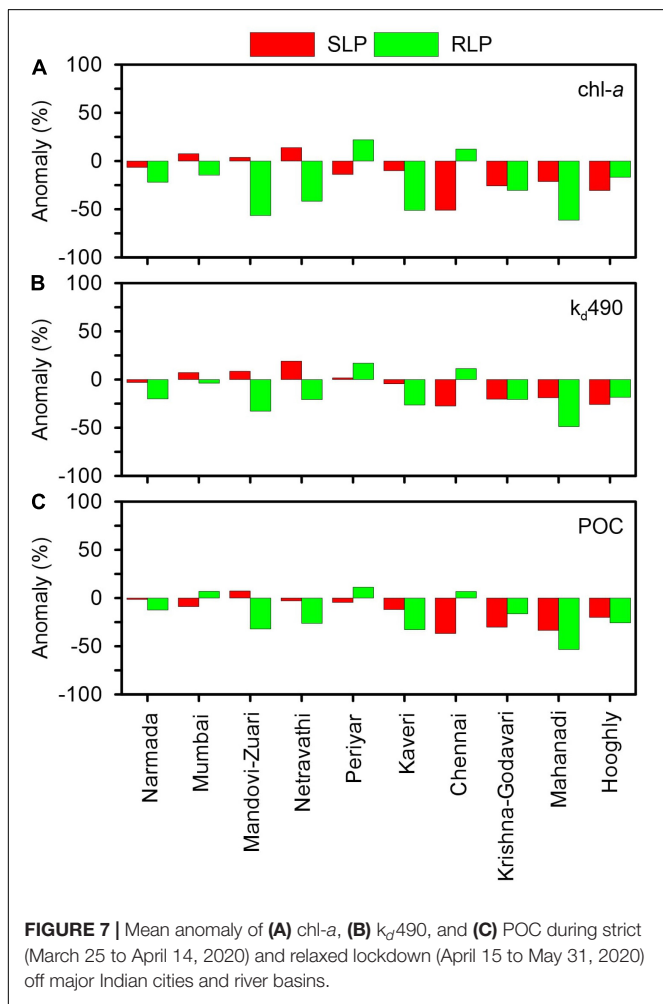 SLP RLP
A
100
50
0
-50
-100
Anomaly (%)
chl-a
B
100
50
0
-50
-100
Anomaly (%)
kd490
C
100
50
0
-50
-100
Anomaly (%)
POC
Narmada
Mumbai
Mandovi-Zuari
Netravathi
Periyar
Kaveri
Chennai
Krishna-Godavari
Mahanadi
Hooghly
FIGURE 7 | Mean anomaly of (A) chl-a, (B) kd490, and (C) POC during strict
(March 25 to April 14, 2020) and relaxed lockdown (April 15 to May 31, 2020)
off major Indian cities and river basins.